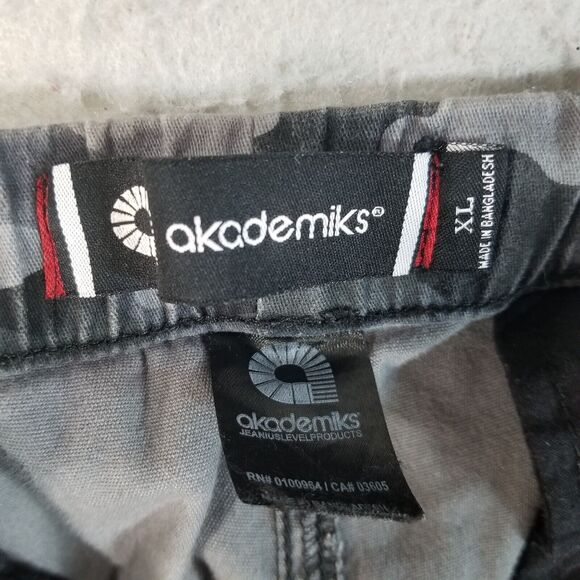 akademiks®
XL
MADE IN BANGLADESH
akademiks
JEANIUSLEVELPRODUCTS
RN# 0100964 / CA# 03605